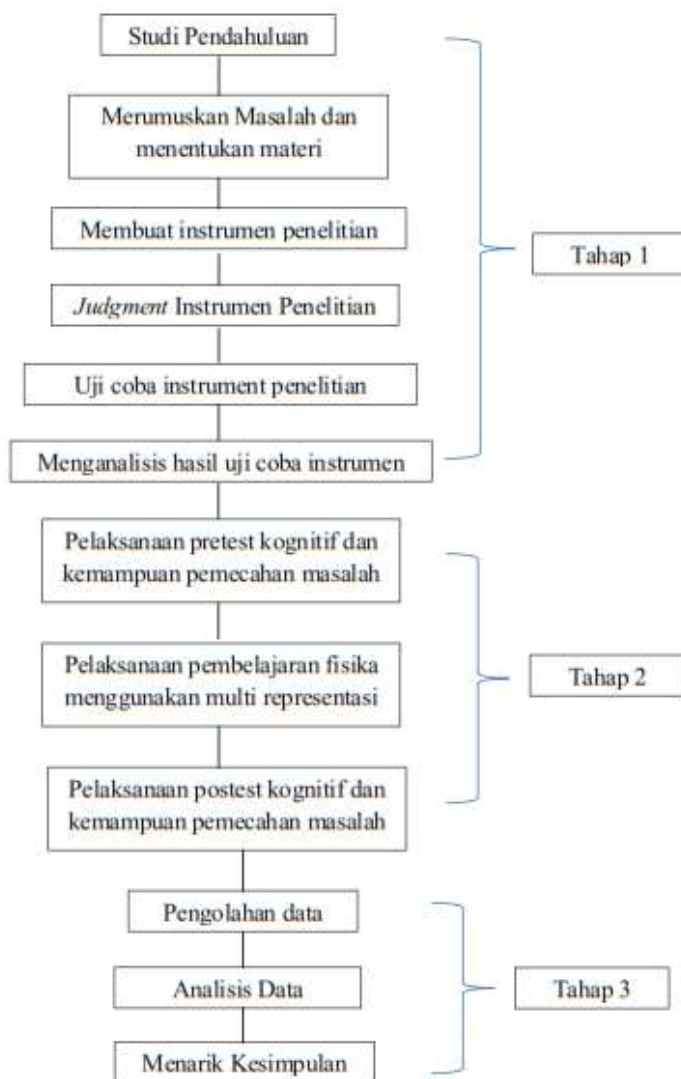 Studi Pendahuluan
Merumuskan Masalah dan
menentukan materi
Membuat instrumen penelitian
Judgment Instrumen Penelitian
Uji coba instrument penelitian
Menganalisis hasil uji coba instrumen
Tahap 1
Pelaksanaan pretest kognitif dan
kemampuan pemecahan masalah
Pelaksanaan pembelajaran fisika
menggunakan multi representasi
Pelaksanaan postest kognitif dan
kemampuan pemecahan masalah
Tahap 2
Pengolahan data
Analisis Data
Menarik Kesimpulan
Tahap 3